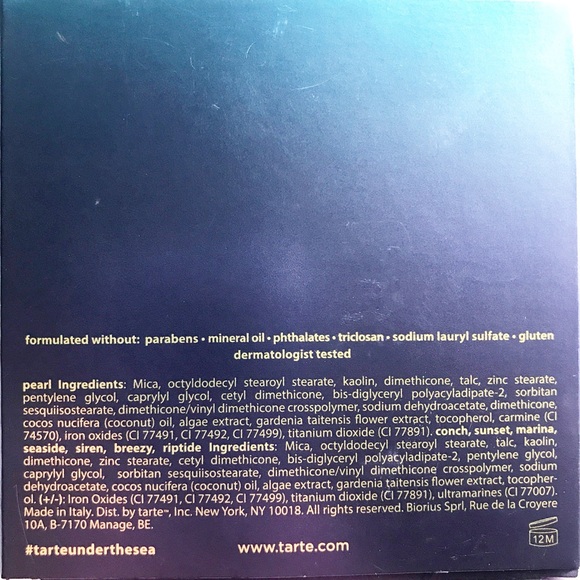 formulated without: parabens • mineral oil • phthalates • triclosan • sodium lauryl sulfate • gluten
dermatologist tested
pearl Ingredients: Mica, octyldodecyl stearoyl stearate, kaolin, dimethicone, talc, zinc stearate,
pentylene glycol, caprylyl glycol, cetyl dimethicone, bis-diglyceryl polyacyladipate-2, sorbitan
sesquiisostearate, dimethicone/vinyl dimethicone crosspolymer, sodium dehydroacetate, dimethicone,
cocos nucifera (coconut) oil, algae extract, gardenia taitensis flower extract, tocopherol, carmine (CI
74570), iron oxides (CI 77491, CI 77492, CI 77499), titanium dioxide (CI 77891). conch, sunset, marina,
seaside, siren, breezy, riptide Ingredients: Mica, octyldodecyl stearoyl stearate, talc, kaolin,
dimethicone, zinc stearate, cetyl dimethicone, bis-diglyceryl polyacyladipate-2, pentylene glycol,
caprylyl glycol, sorbitan sesquiisostearate, dimethicone/vinyl dimethicone crosspolymer, sodium
dehydroacetate, cocos nucifera (coconut) oil, algae extract, gardenia taitensis flower extract, tocopher-
ol. (+/-): Iron Oxides (CI 77491, CI 77492, CI 77499), titanium dioxide (CI 77891), ultramarines (CI 77007).
Made in Italy. Dist. by tarte™, Inc. New York, NY 10018. All rights reserved. Biorius Sprl, Rue de la Croyere
10A, B-7170 Manage, BE.
12M
#tarteunderthesea
www.tarte.com